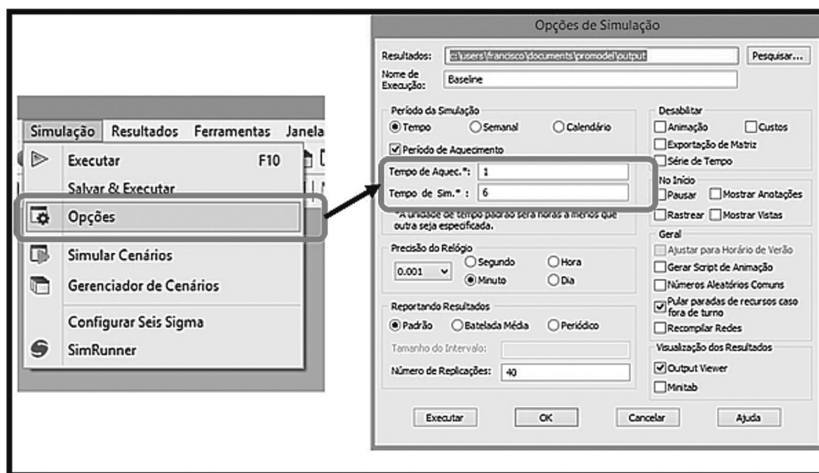 Simulação Resultados Ferramentas Janela
Executar F10
Salvar & Executar
Opções
Simular Cenários
Gerenciador de Cenários
Configurar Seis Sigma
SimRunner
Opções de Simulação
Resultados: c:\users\francisco\documents\promodel\output Pesquisar...
Nome de Execução: Baseline
Período da Simulação
Tempo Semanal Calendário
Período de Aquecimento
Tempo de Aquec.*: 1
Tempo de Sim.* : 6
*A unidade de tempo padrão será horas a menos que
outra seja especificada.
Precisão do Relógio
0.001 Segundo Hora
Minuto Dia
Reportando Resultados
Padrão Batelada Média Periódico
Tamanho do Intervalo:
Número de Replicações: 40
Desabilitar
Animação Custos
Exportação de Matriz
Série de Tempo
No Início
Pausar Mostrar Anotações
Rastrear Mostrar Vistas
Geral
Ajustar para Horário de Verão
Gerar Script de Animação
Números Aleatórios Comuns
Pular paradas de recursos caso
fora de turno
Recompilar Redes
Visualização dos Resultados
Output Viewer
Minitab
Executar OK Cancelar Ajuda